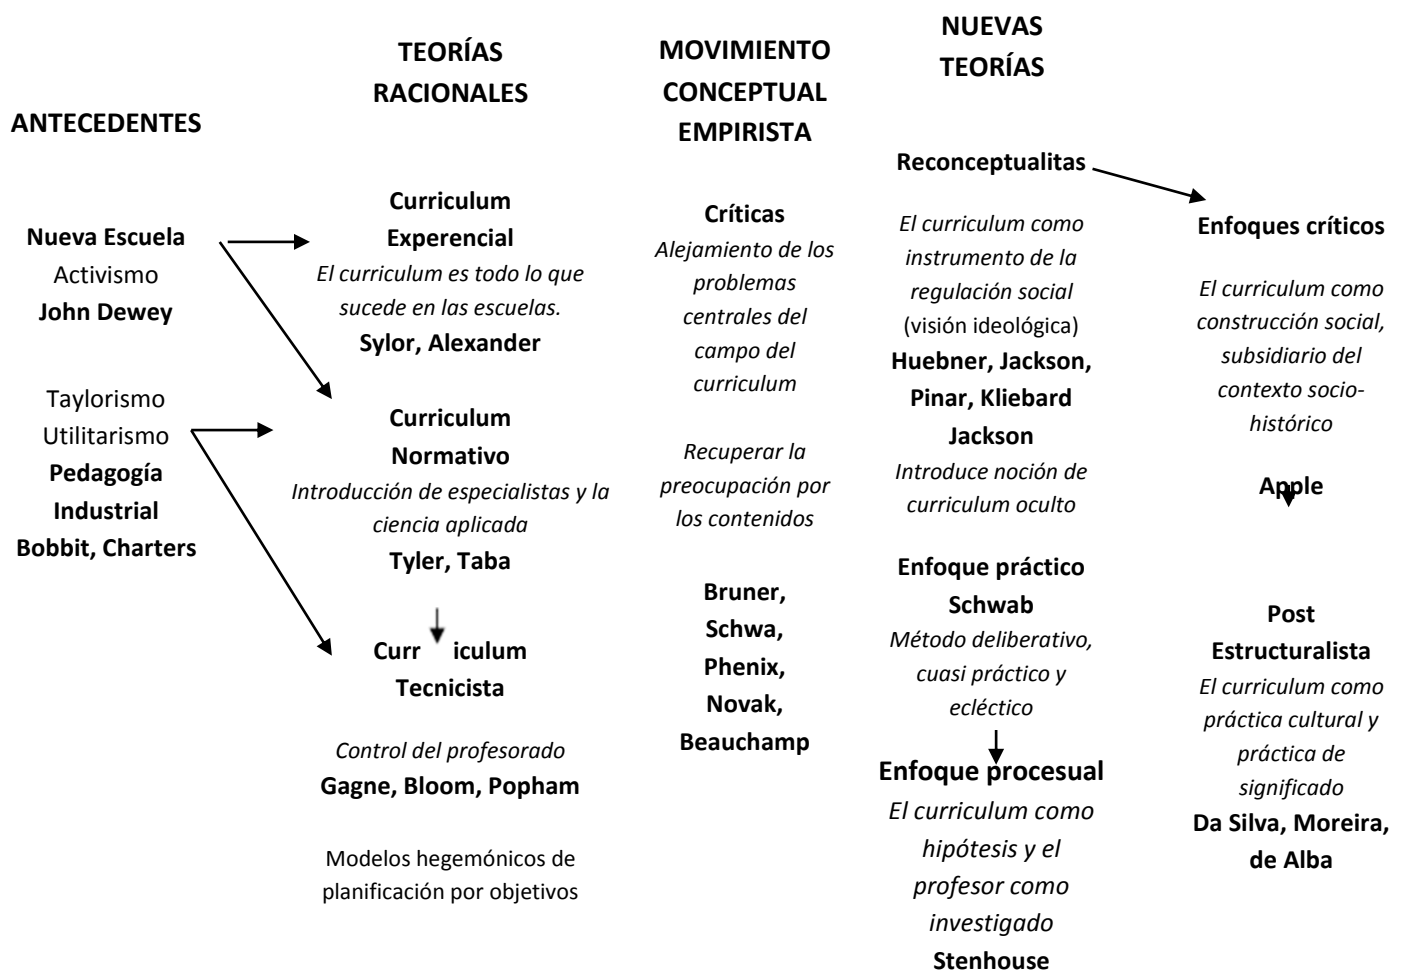 ANTECEDENTES
Nueva Escuela
Activismo
John Dewey
Taylorismo
Utilitarismo
Pedagogía
Industrial
Bobbit, Charters
TEORÍAS
RACIONALES
Curriculum
Experencial
El curriculum es todo lo que
sucede en las escuelas.
Sylor, Alexander
Curriculum
Normativo
Introducción de especialistas y la
ciencia aplicada
Tyler, Taba
Curr iculum
Tecnicista
Control del profesorado
Gagne, Bloom, Popham
Modelos hegemónicos de
planificación por objetivos
MOVIMIENTO
CONCEPTUAL
EMPIRISTA
Críticas
Alejamiento de los
problemas
centrales del
campo del
curriculum
Recuperar la
preocupación por
los contenidos
Bruner,
Schwa,
Phenix,
Novak,
Beauchamp
NUEVAS
TEORÍAS
Reconceptualitas
El curriculum como
instrumento de la
regulación social
(visión ideológica)
Huebner, Jackson,
Pinar, Kliebard
Jackson
Introduce noción de
curriculum oculto
Enfoque práctico
Schwab
Método deliberativo,
cuasi práctico y
ecléctico
Enfoque procesual
El curriculum como
hipótesis y el
profesor como
investigado
Stenhouse
Enfoques críticos
El curriculum como
construcción social,
subsidiario del
contexto socio-
histórico
Apple
Post
Estructuralista
El curriculum como
práctica cultural y
práctica de
significado
Da Silva, Moreira,
de Alba